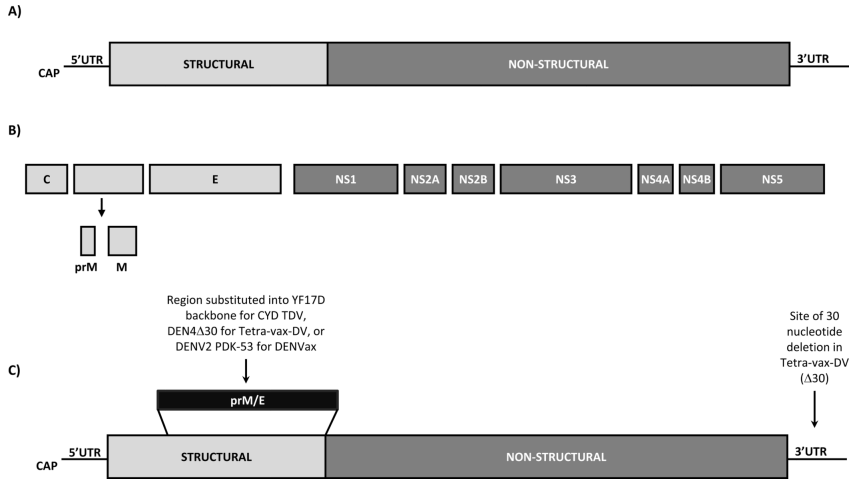 A)
CAP 5’UTR STRUCTURAL NON-STRUCTURAL 3’UTR
B)
C E NS1 NS2A NS2B NS3 NS4A NS4B NS5
prM M
Region substituted into YF17D
backbone for CYD TDV,
DEN4Δ30 for Tetra-vax-DV, or
DENV2 PDK-53 for DENVax
Site of 30
nucleotide
deletion in
Tetra-vax-DV
(Δ30)
C)
prM/E
CAP 5’UTR STRUCTURAL NON-STRUCTURAL 3’UTR